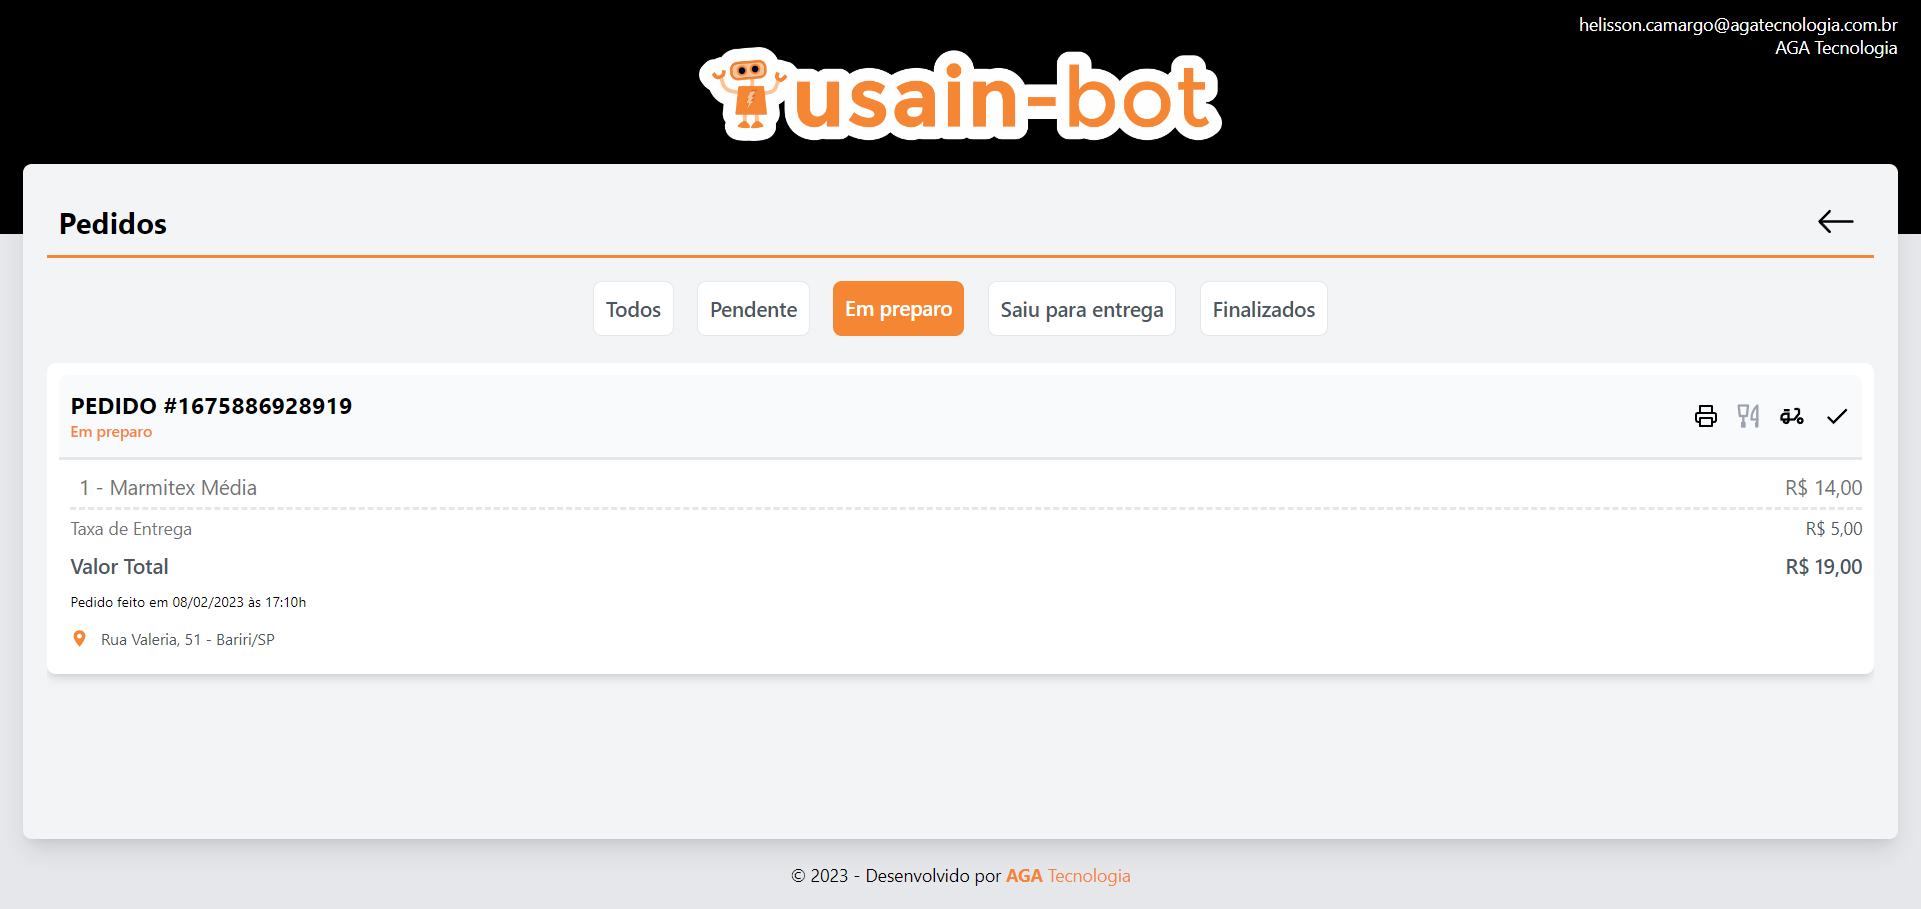 helisson.camargo@agatecnologia.com.br
AGA Tecnologia
usain-bot
Pedidos
Todos
Pendente
Em preparo
Saiu para entrega
Finalizados
PEDIDO #1675886928919
Em preparo
1 - Marmitex Média R$ 14,00
Taxa de Entrega R$ 5,00
Valor Total R$ 19,00
Pedido feito em 08/02/2023 às 17:10h
Rua Valeria, 51 - Bariri/SP
© 2023 - Desenvolvido por AGA Tecnologia